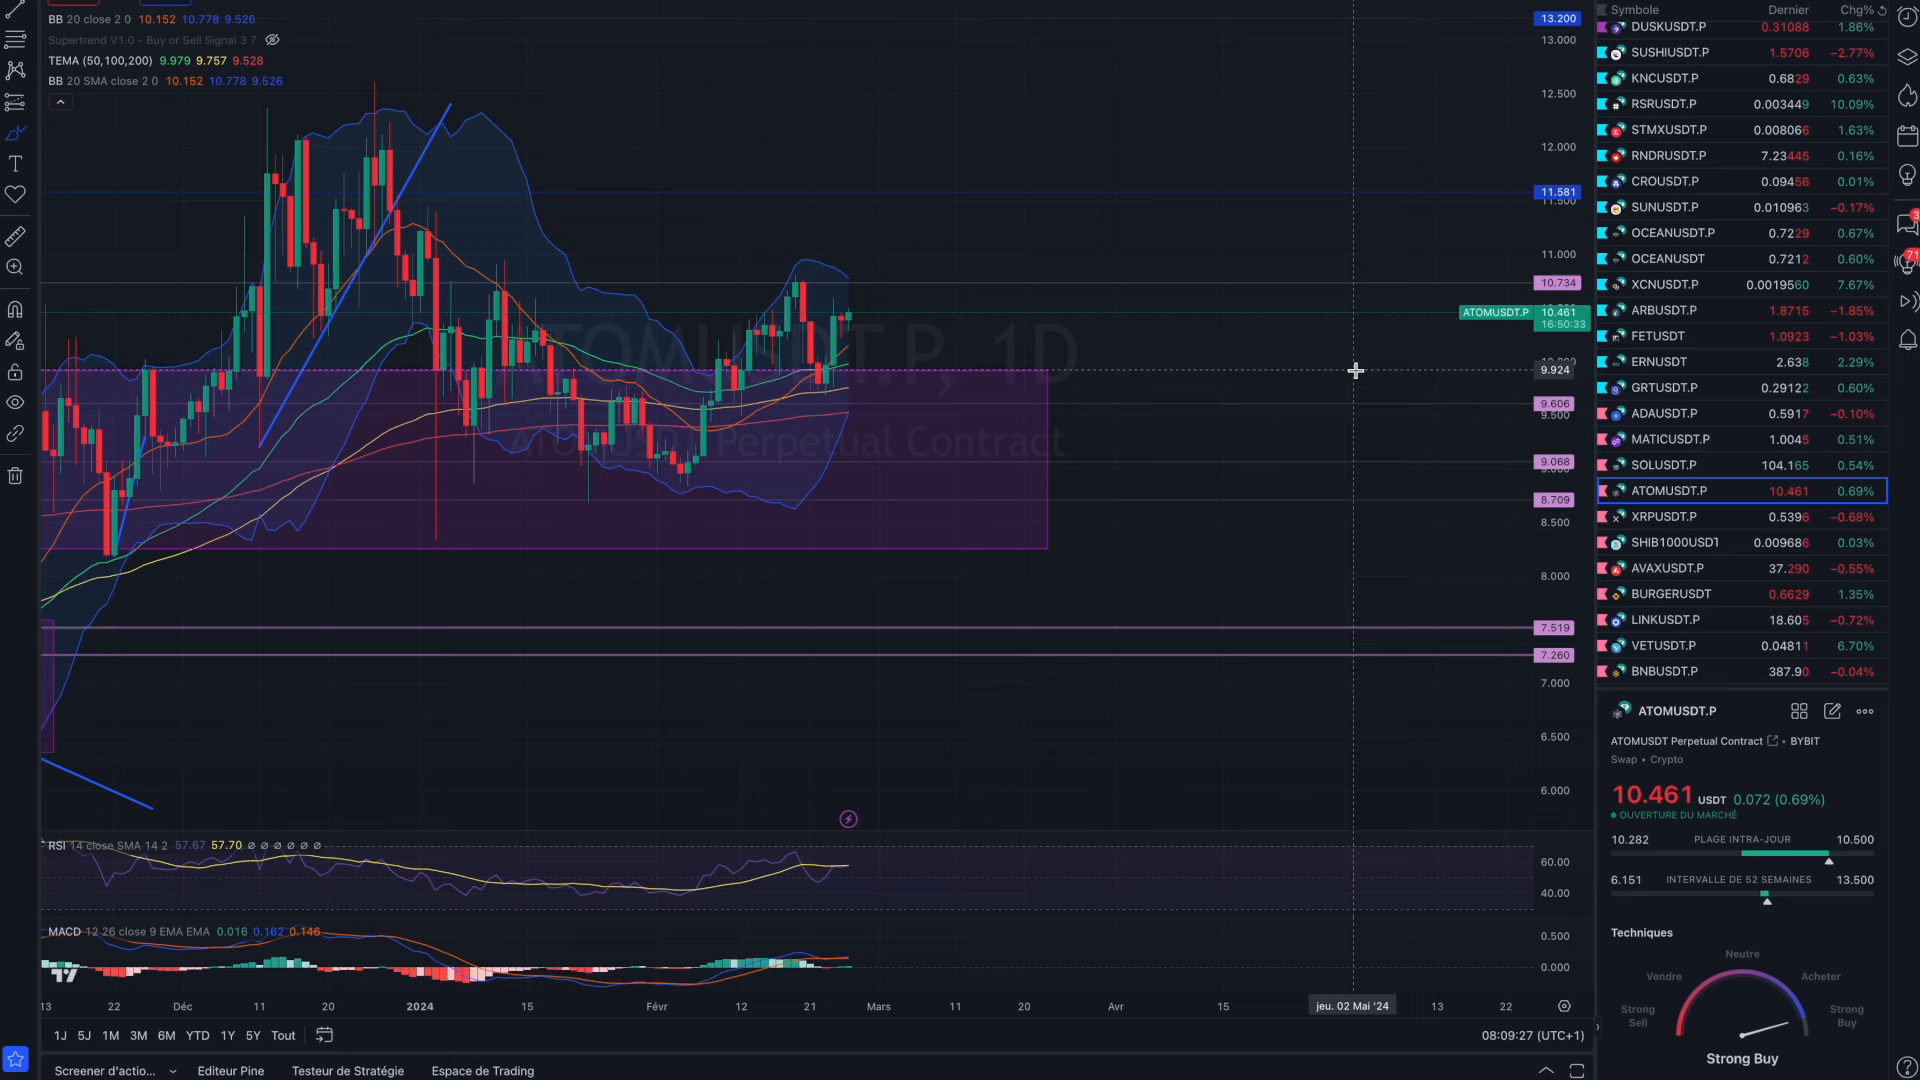 BB 20 close 2 0 10.152 10.778 9.526
Supertrend V1.0 - Buy or Sell Signal 3 7
TEMA (50,100,200) 9.979 9.757 9.528
BB 20 SMA close 2 0 10.152 10.778 9.526
ATOMUSDT.P, 1D
ATOMUSDT Perpetual Contract
13.200
13.000
12.500
12.000
11.581
11.500
11.000
10.734
ATOMUSDT.P 10.461
16:50:33
9.924
9.606
9.500
9.068
9.000
8.709
8.500
8.000
7.519
7.260
7.000
6.500
6.000
RSI 14 close SMA 14 2 57.67 57.70 ∅ ∅ ∅ ∅ ∅ ∅
60.00
40.00
MACD 12 26 close 9 EMA EMA 0.016 0.162 0.146
0.500
0.000
13 22 Déc 11 20 2024 15 Févr 12 21 Mars 11 20 Avr 15 jeu. 02 Mai '24 13 22
1J 5J 1M 3M 6M YTD 1Y 5Y Tout
08:09:27 (UTC+1)
Screener d'actio... Editeur Pine Testeur de Stratégie Espace de Trading
Symbole Dernier Chg%
DUSKUSDT.P 0.31088 1.86%
SUSHIUSDT.P 1.5706 −2.77%
KNCUSDT.P 0.6829 0.63%
RSRUSDT.P 0.003449 10.09%
STMXUSDT.P 0.008066 1.63%
RNDRUSDT.P 7.23445 0.16%
CROUSDT.P 0.09456 0.01%
SUNUSDT.P 0.010963 −0.17%
OCEANUSDT.P 0.7229 0.67%
OCEANUSDT 0.7212 0.60%
XCNUSDT.P 0.0019560 7.67%
ARBUSDT.P 1.8715 −1.85%
FETUSDT 1.0923 −1.03%
ERNUSDT 2.638 2.29%
GRTUSDT.P 0.29122 0.60%
ADAUSDT.P 0.5917 −0.10%
MATICUSDT.P 1.0045 0.51%
SOLUSDT.P 104.165 0.54%
ATOMUSDT.P 10.461 0.69%
XRPUSDT.P 0.5396 −0.68%
SHIB1000USDT 0.009686 0.03%
AVAXUSDT.P 37.290 −0.55%
BURGERUSDT 0.6629 1.35%
LINKUSDT.P 18.605 −0.72%
VETUSDT.P 0.04811 6.70%
BNBUSDT.P 387.90 −0.04%
3
71
ATOMUSDT.P
ATOMUSDT Perpetual Contract • BYBIT
Swap • Crypto
10.461 USDT 0.072 (0.69%)
OUVERTURE DU MARCHÉ
10.282 PLAGE INTRA-JOUR 10.500
6.151 INTERVALLE DE 52 SEMAINES 13.500
Techniques
Neutre
Vendre Acheter
Strong Sell
Strong Buy
Strong Buy